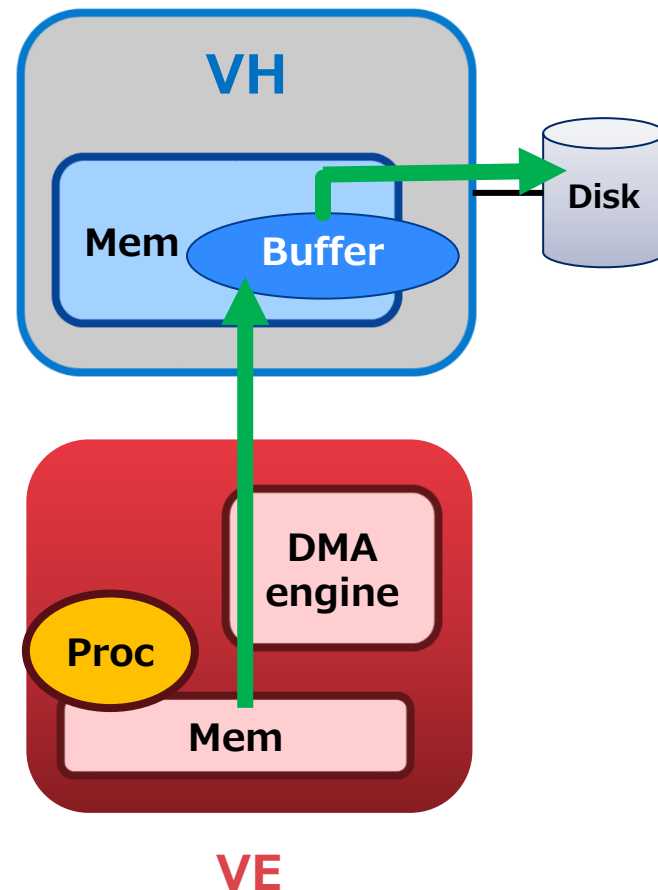 VH
Disk
Mem
Buffer
DMA
engine
Proc
Mem
VE